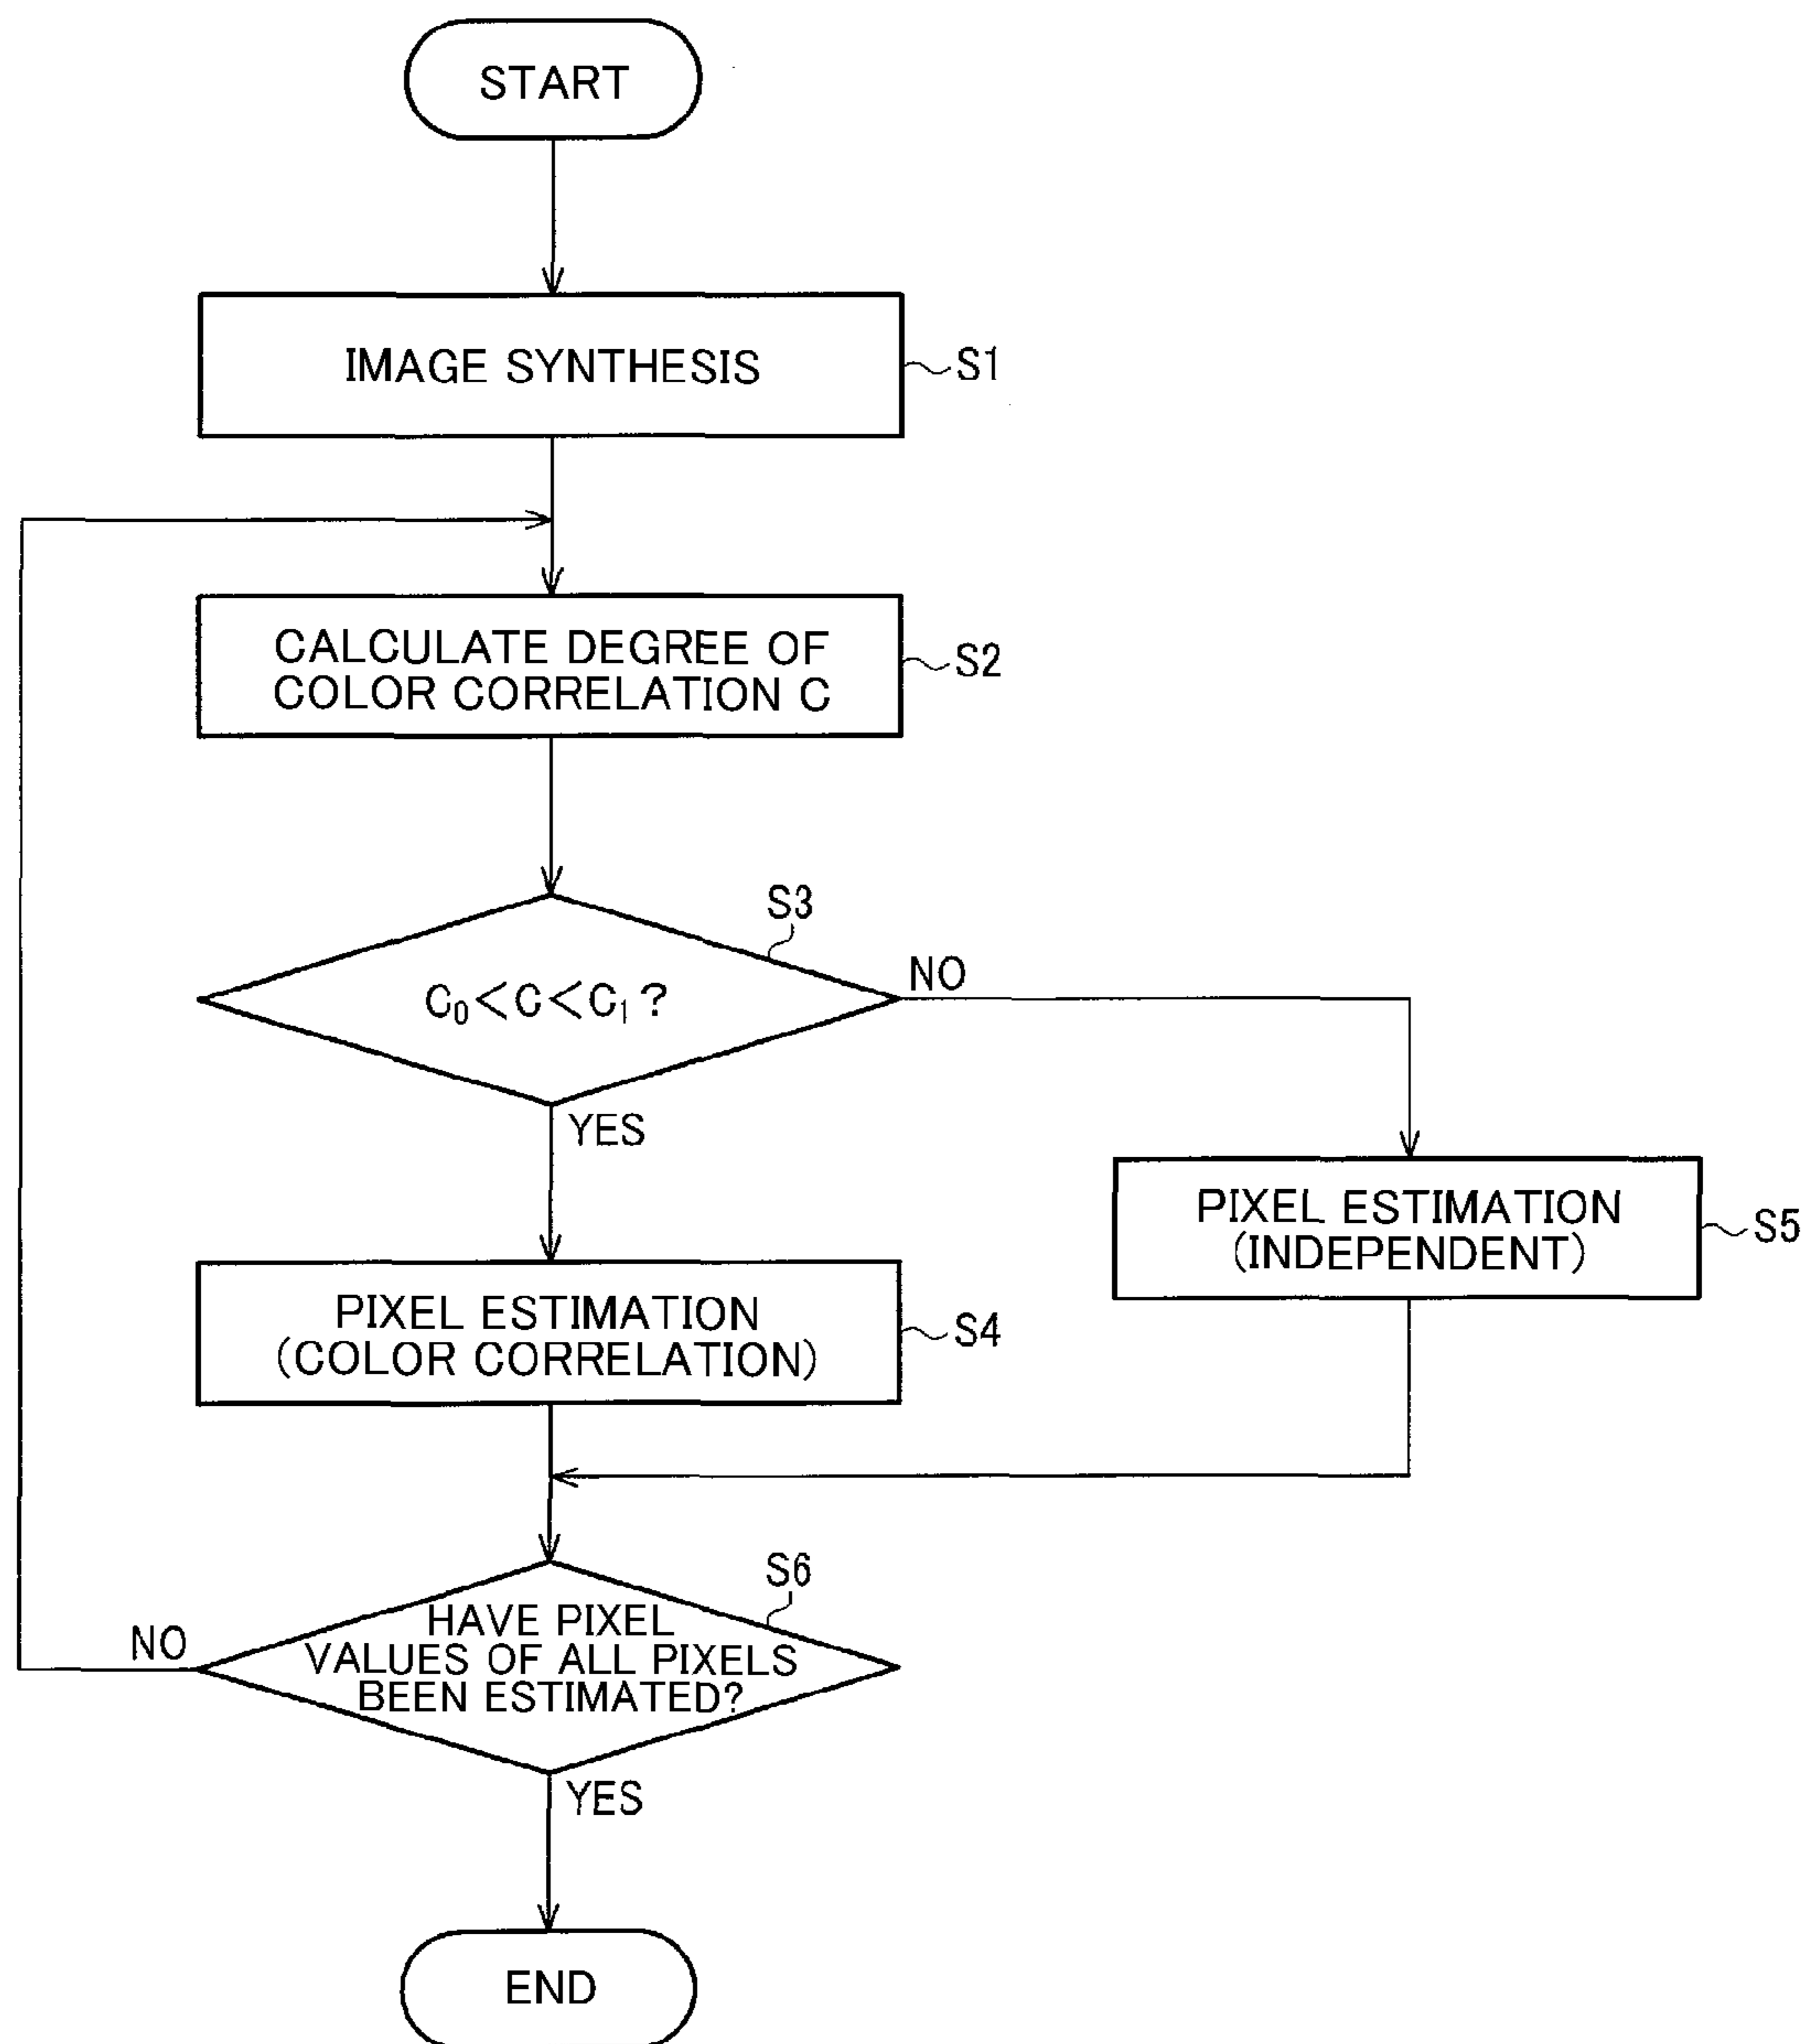 START
IMAGE SYNTHESIS
S1
CALCULATE DEGREE OF
COLOR CORRELATION C
S2
S3
C₀<C<C₁?
NO
YES
PIXEL ESTIMATION
(INDEPENDENT)
S5
PIXEL ESTIMATION
(COLOR CORRELATION)
S4
S6
HAVE PIXEL
VALUES OF ALL PIXELS
BEEN ESTIMATED?
NO
YES
END